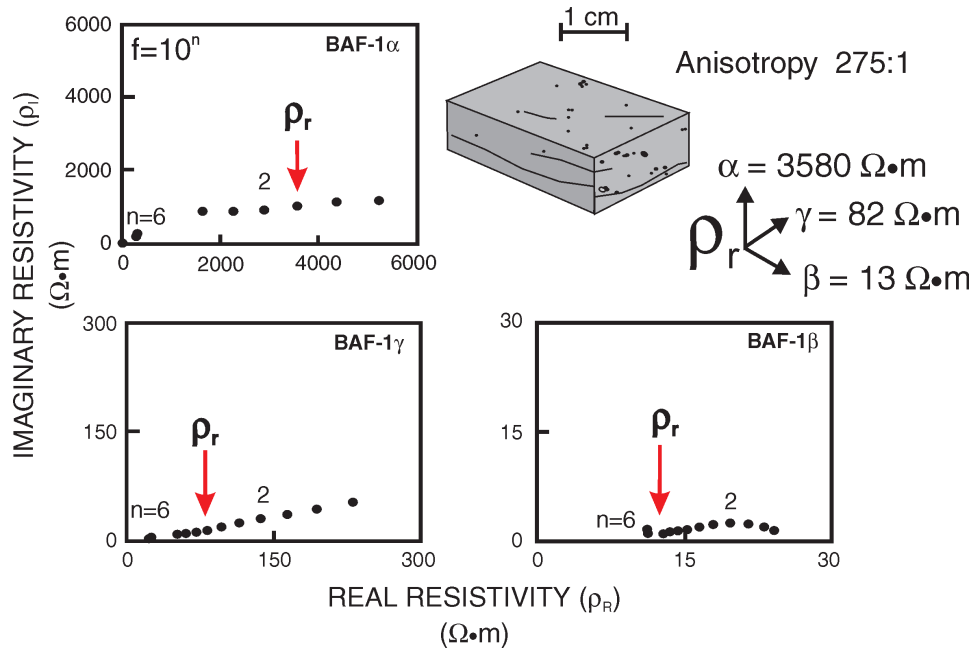 6000
4000
2000
0
f=10ⁿ
BAF-1α
ρr
2
n=6
0
2000
4000
6000
1 cm
Anisotropy 275:1
α = 3580 Ω•m
γ = 82 Ω•m
ρr
β = 13 Ω•m
IMAGINARY RESISTIVITY (ρI)
(Ω•m)
300
150
0
BAF-1γ
ρr
2
n=6
0
150
300
30
15
0
BAF-1β
ρr
2
n=6
0
15
30
REAL RESISTIVITY (ρR)
(Ω•m)